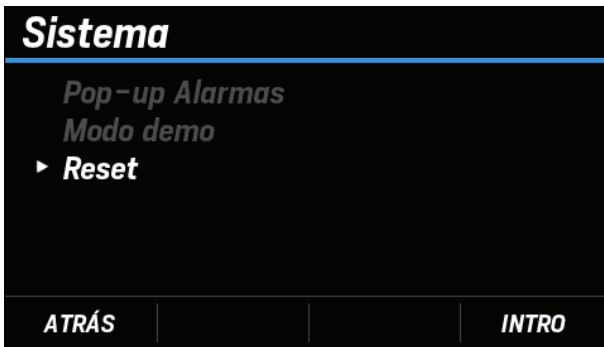 Sistema
Pop-up Alarmas
Modo demo
Reset
ATRÁS
INTRO